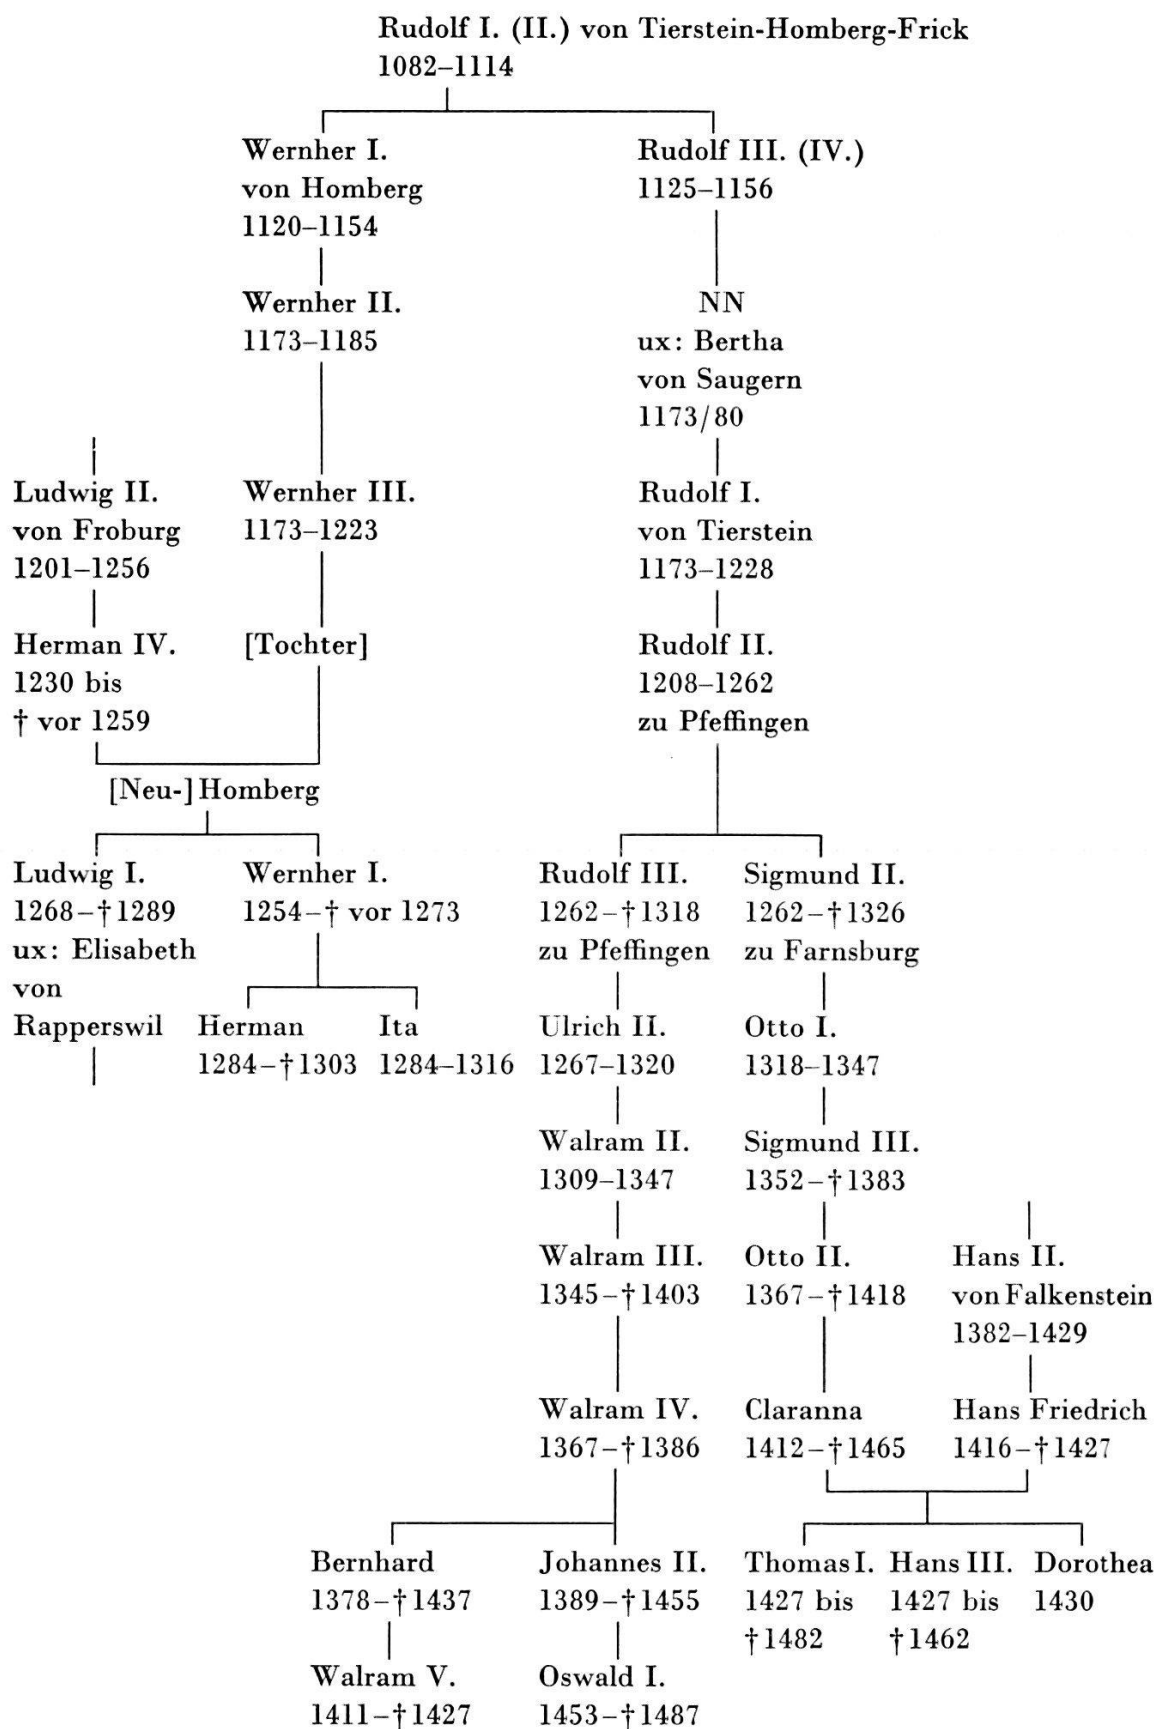 Rudolf I. (II.) von Tierstein-Homberg-Frick
1082–1114
Wernher I.
von Homberg
1120–1154
Rudolf III. (IV.)
1125–1156
Wernher II.
1173–1185
NN
ux: Bertha
von Saugern
1173/80
Ludwig II.
von Froburg
1201–1256
Wernher III.
1173–1223
Rudolf I.
von Tierstein
1173–1228
Herman IV.
1230 bis
† vor 1259
[Tochter]
Rudolf II.
1208–1262
zu Pfeffingen
[Neu-]Homberg
Ludwig I.
1268–†1289
ux: Elisabeth
von
Rapperswil
Wernher I.
1254–† vor 1273
Rudolf III.
1262–†1318
zu Pfeffingen
Sigmund II.
1262–†1326
zu Farnsburg
Herman
1284–†1303
Ita
1284–1316
Ulrich II.
1267–1320
Otto I.
1318–1347
Walram II.
1309–1347
Sigmund III.
1352–†1383
Walram III.
1345–†1403
Otto II.
1367–†1418
Hans II.
von Falkenstein
1382–1429
Walram IV.
1367–†1386
Claranna
1412–†1465
Hans Friedrich
1416–†1427
Bernhard
1378–†1437
Johannes II.
1389–†1455
Thomas I.
1427 bis
†1482
Hans III.
1427 bis
†1462
Dorothea
1430
Walram V.
1411–†1427
Oswald I.
1453–†1487